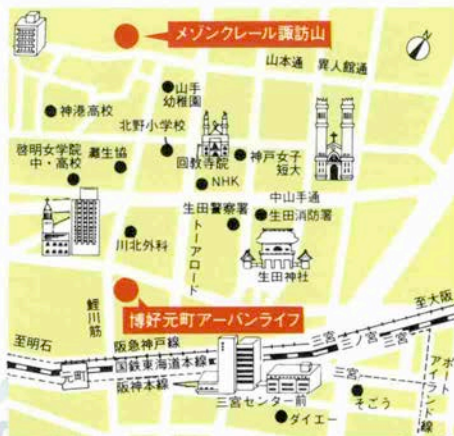 メゾンクレール諏訪山
山本通
異人館通
山手
幼稚園
神港高校
北野小学校
啓明女学院
中・高校
灘生協
回教寺院
神戸女子
短大
NHK
中山手通
生田警察署
生田消防署
川北外科
トーアロード
生田神社
鯉川筋
博好元町アーバンライフ
至大阪
至明石
阪急神戸線
三宮
三ノ宮
三宮
国鉄東海道本線
元町
阪神本線
三宮
三宮センター前
そごう
ダイエー
ポートアイランド線